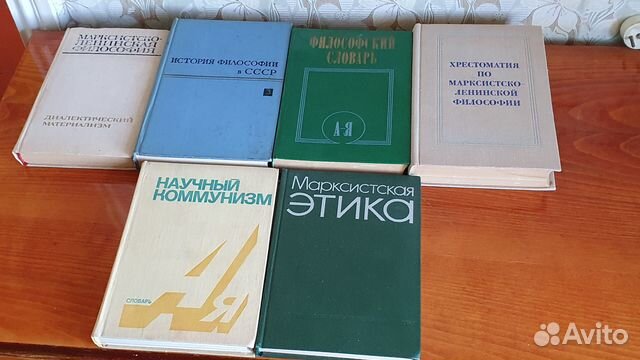 МАРКСИСТСКО-
ЛЕНИНСКАЯ
ФИЛОСОФИЯ
ДИАЛЕКТИЧЕСКИЙ
МАТЕРИАЛИЗМ
ИСТОРИЯ ФИЛОСОФИИ
в СССР
3
ФИЛОСОФСКИЙ
СЛОВАРЬ
А-Я
ХРЕСТОМАТИЯ
ПО
МАРКСИСТСКО-
ЛЕНИНСКОЙ
ФИЛОСОФИИ
НАУЧНЫЙ
КОММУНИЗМ
А
Я
СЛОВАРЬ
Марксистская
ЭТИКА
Avito